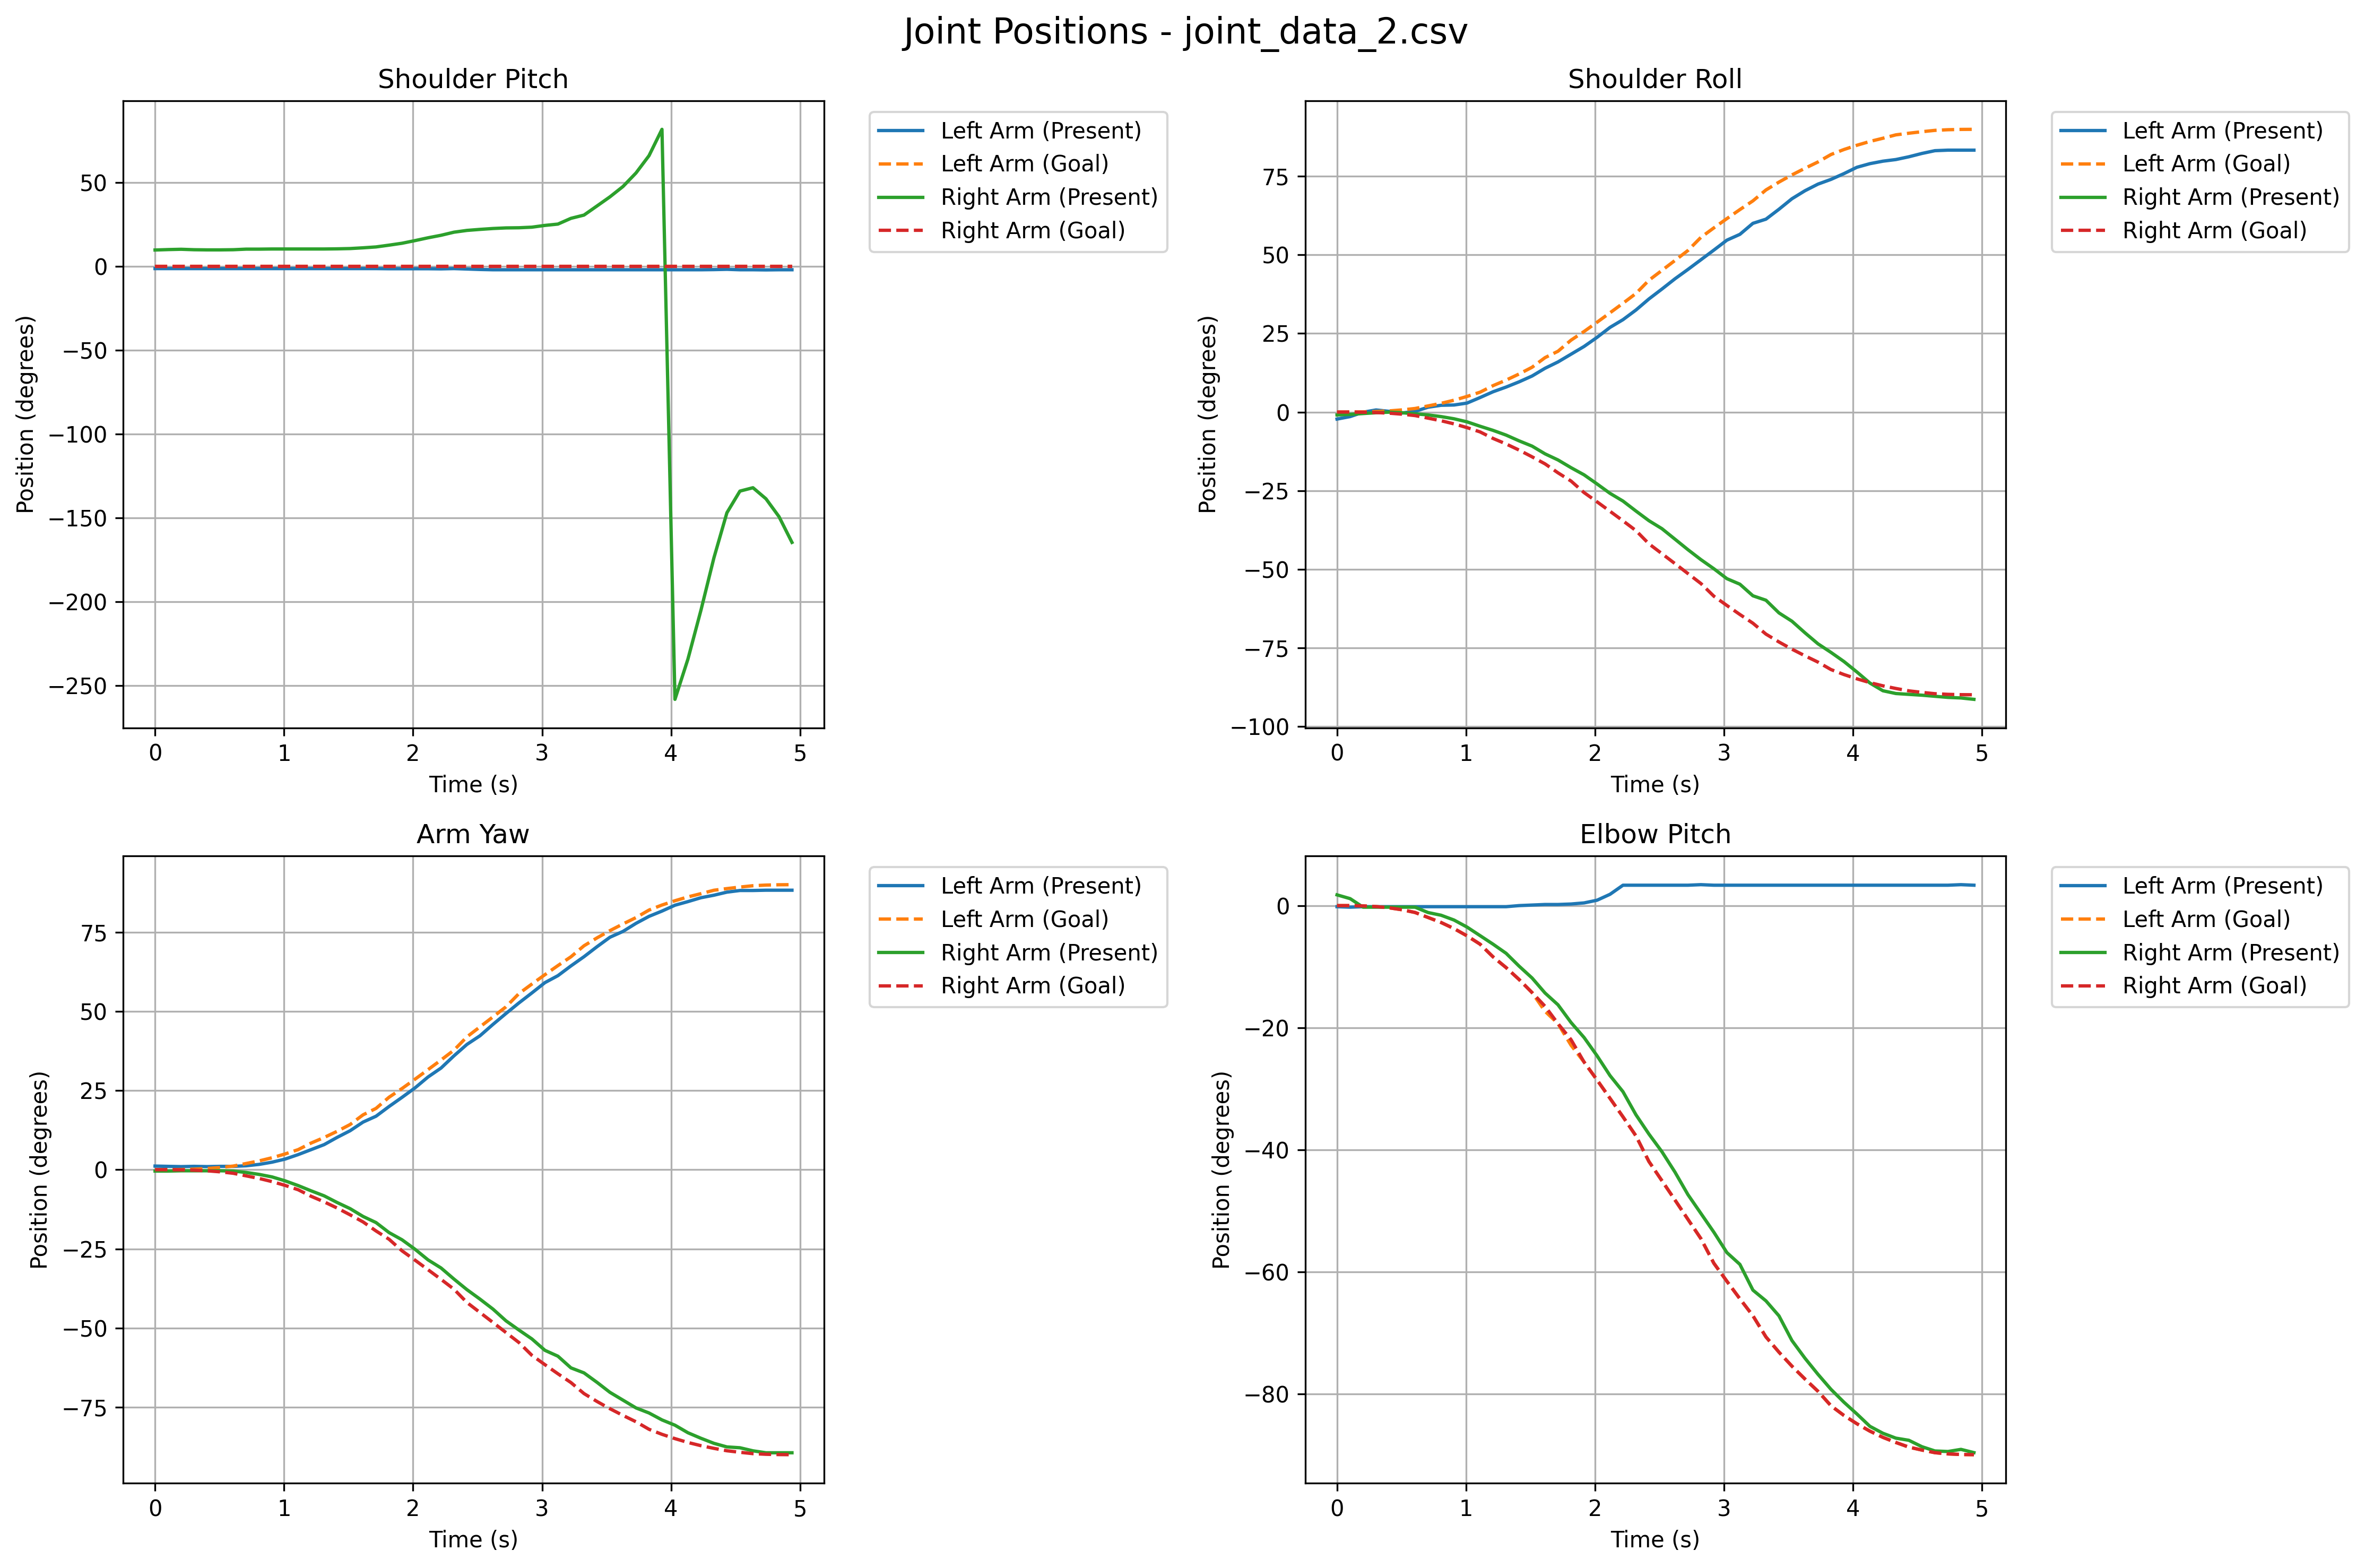 Joint Positions - joint_data_2.csv
Shoulder Pitch
50
0
−50
−100
−150
−200
−250
Position (degrees)
0 1 2 3 4 5
Time (s)
Left Arm (Present)
Left Arm (Goal)
Right Arm (Present)
Right Arm (Goal)
Shoulder Roll
75
50
25
0
−25
−50
−75
−100
Position (degrees)
0 1 2 3 4 5
Time (s)
Left Arm (Present)
Left Arm (Goal)
Right Arm (Present)
Right Arm (Goal)
Arm Yaw
75
50
25
0
−25
−50
−75
Position (degrees)
0 1 2 3 4 5
Time (s)
Left Arm (Present)
Left Arm (Goal)
Right Arm (Present)
Right Arm (Goal)
Elbow Pitch
0
−20
−40
−60
−80
Position (degrees)
0 1 2 3 4 5
Time (s)
Left Arm (Present)
Left Arm (Goal)
Right Arm (Present)
Right Arm (Goal)